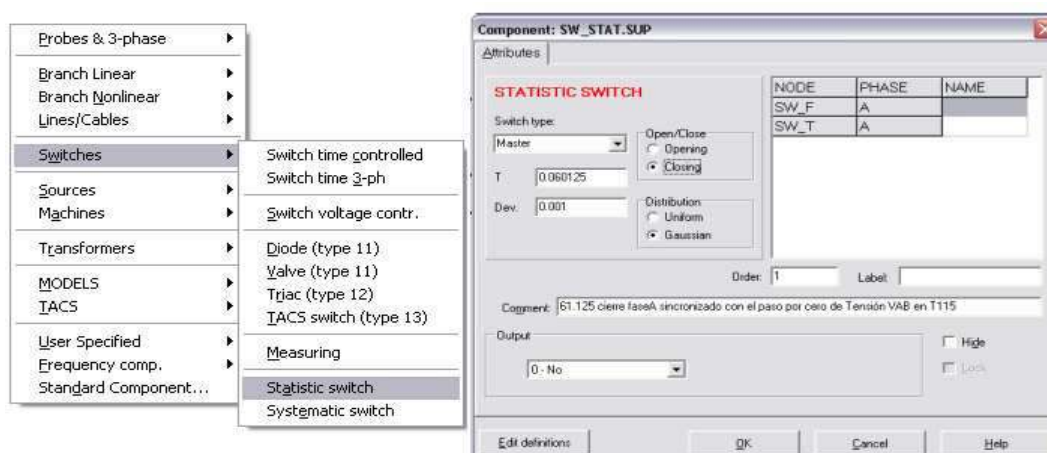 Probes & 3-phase
Branch Linear
Branch Nonlinear
Lines/Cables
Switches
Sources
Machines
Transformers
MODELS
TACS
User Specified
Frequency comp.
Standard Component...
Switch time controlled
Switch time 3-ph
Switch voltage contr.
Diode (type 11)
Valve (type 11)
Triac (type 12)
TACS switch (type 13)
Measuring
Statistic switch
Systematic switch
Component: SW_STAT.SUP
Attributes
STATISTIC SWITCH
Switch type:
Master
T 0.060125
Dev. 0.001
Open/Close
Opening
Closing
Distribution
Uniform
Gaussian
NODE PHASE NAME
SW_F A
SW_T A
Order: 1 Label:
Comment: 61.125 cierre faseA sincronizado con el paso por cero de Tensión VAB en T115
Output
0 - No
Hide
Lock
Edit definitions OK Cancel Help